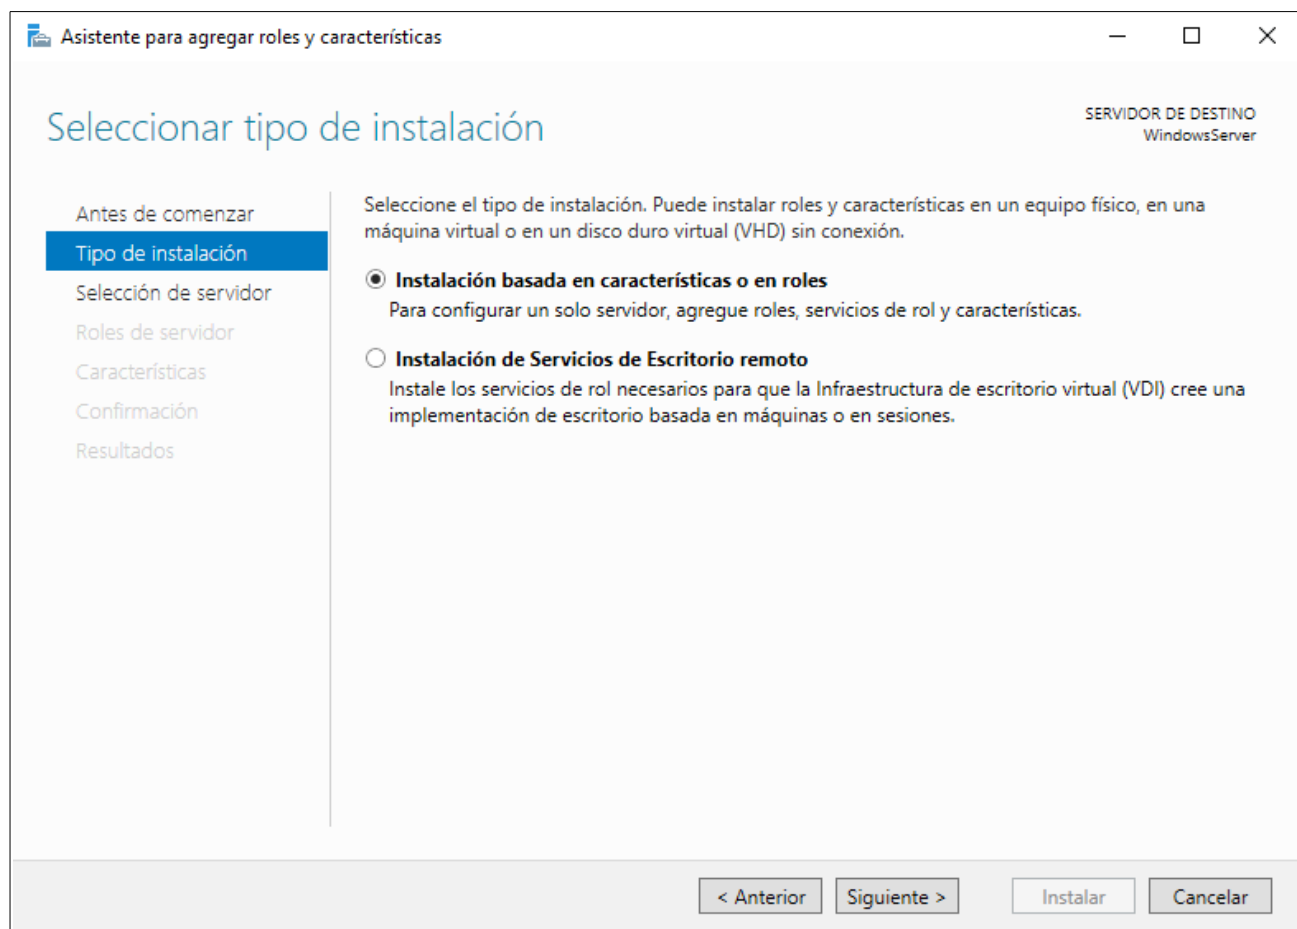 Asistente para agregar roles y características
Seleccionar tipo de instalación
SERVIDOR DE DESTINO
WindowsServer
Antes de comenzar
Tipo de instalación
Selección de servidor
Roles de servidor
Características
Confirmación
Resultados
Seleccione el tipo de instalación. Puede instalar roles y características en un equipo físico, en una
máquina virtual o en un disco duro virtual (VHD) sin conexión.
Instalación basada en características o en roles
Para configurar un solo servidor, agregue roles, servicios de rol y características.
Instalación de Servicios de Escritorio remoto
Instale los servicios de rol necesarios para que la Infraestructura de escritorio virtual (VDI) cree una
implementación de escritorio basada en máquinas o en sesiones.
< Anterior
Siguiente >
Instalar
Cancelar